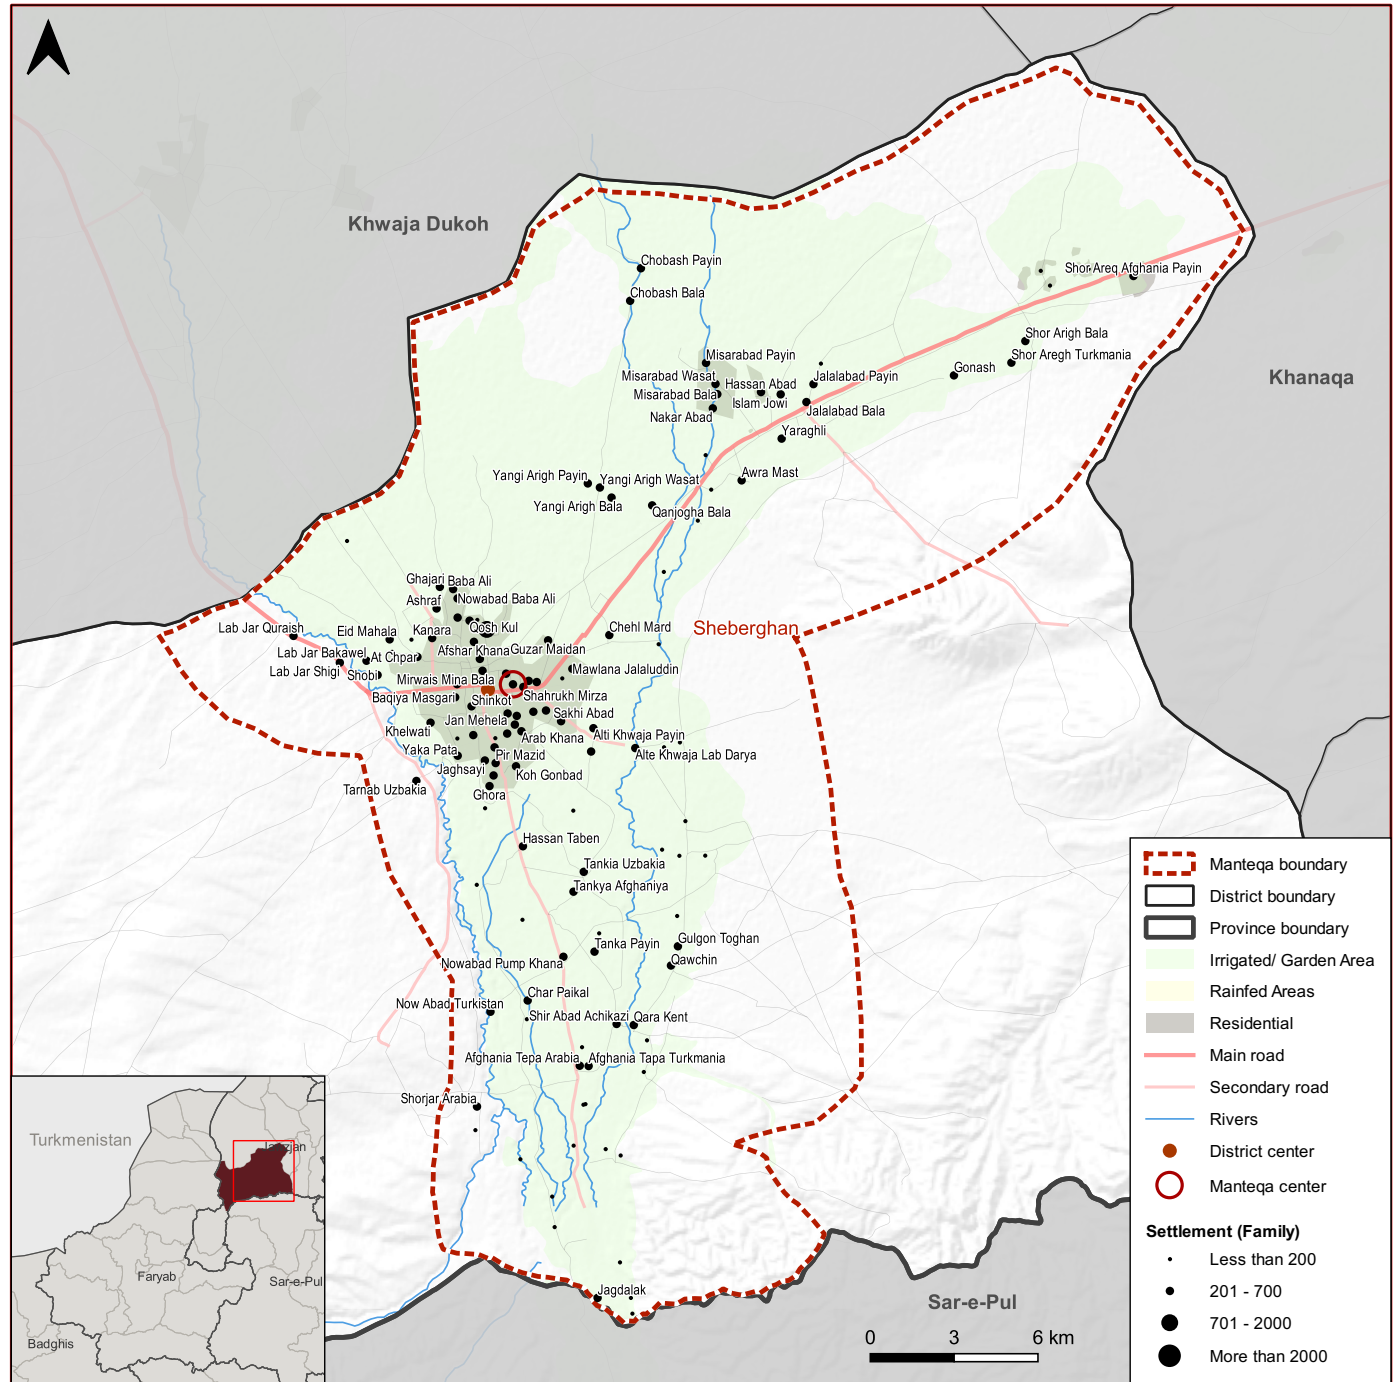 Khwaja Dukoh
Chobash Payin
Shor Areq Afghania Payin
Chobash Bala
Shor Arigh Bala
Misarabad Payin
Shor Aregh Turkmania
Gonash
Khanaqa
Misarabad Wasat
Hassan Abad
Jalalabad Payin
Misarabad Bala
Islam Jowi
Jalalabad Bala
Nakar Abad
Yaraghli
Yangi Arigh Payin
Yangi Arigh Wasat
Awra Mast
Yangi Arigh Bala
Qanjogha Bala
Ghajari
Baba Ali
Ashraf
Nowabad Baba Ali
Lab Jar Quraish
Eid Mahala
Kanara
Qosh Kul
Chehl Mard
Sheberghan
Lab Jar Bakawel
At Chpar
Afshar Khana
Guzar Maidan
Lab Jar Shigi
Shobi
Mirwais Mina Bala
Mawlana Jalaluddin
Baqiya Masgari
Shinkot
Shahrukh Mirza
Jan Mehela
Sakhi Abad
Khelwati
Arab Khana
Alti Khwaja Payin
Yaka Pata
Pir Mazid
Alte Khwaja Lab Darya
Jaghsayi
Koh Gonbad
Tarnab Uzbakia
Ghora
Hassan Taben
Tankia Uzbakia
Tankya Afghaniya
Tanka Payin
Gulgon Toghan
Nowabad Pump Khana
Qawchin
Char Paikal
Now Abad Turkistan
Shir Abad Achikazi
Qara Kent
Afghania Tepa Arabia
Afghania Tapa Turkmania
Shorjar Arabia
Jagdalak
Sar-e-Pul
0 3 6 km
Turkmenistan
Faryab
Sar-e-Pul
Badghis
Manteqa boundary
District boundary
Province boundary
Irrigated/ Garden Area
Rainfed Areas
Residential
Main road
Secondary road
Rivers
District center
Manteqa center
Settlement (Family)
Less than 200
201 - 700
701 - 2000
More than 2000